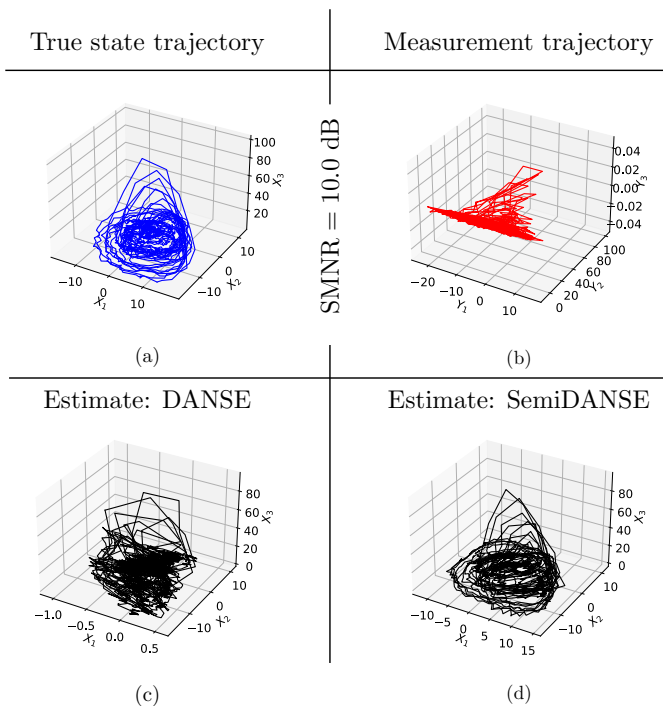 True state trajectory
Measurement trajectory
SMNR = 10.0 dB
100
80
60
40
20
X3
−10
0
10
X1
−10
0
10
X2
(a)
0.04
0.02
0.00
−0.02
−0.04
Y3
−20
−10
0
10
Y1
0
20
40
60
80
100
Y2
(b)
Estimate: DANSE
Estimate: SemiDANSE
80
60
40
20
0
X3
−1.0
−0.5
0.0
0.5
X1
−10
0
10
X2
(c)
80
60
40
20
0
X3
−10
−5
0
5
10
15
X1
−10
0
10
X2
(d)